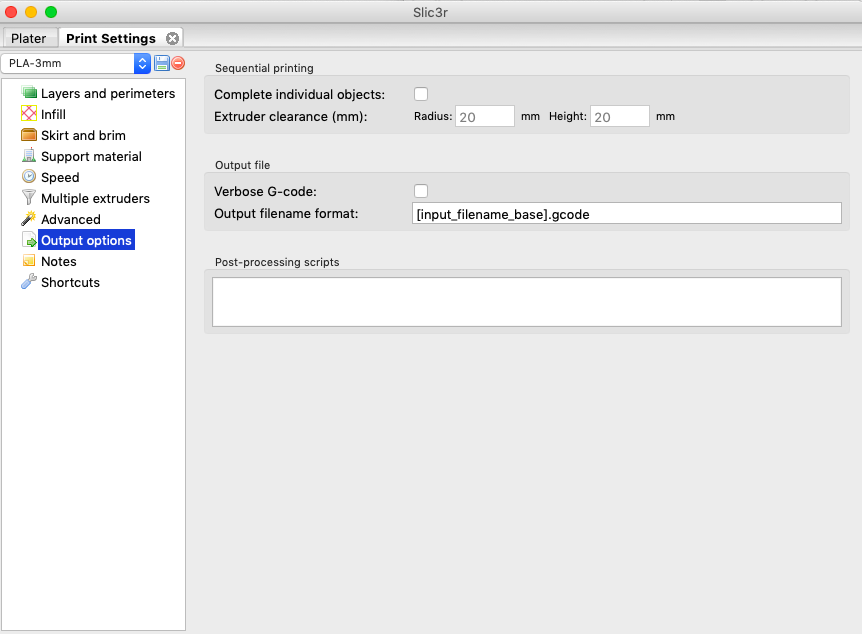 Slic3r
Plater
Print Settings
PLA-3mm
Layers and perimeters
Infill
Skirt and brim
Support material
Speed
Multiple extruders
Advanced
Output options
Notes
Shortcuts
Sequential printing
Complete individual objects:
Extruder clearance (mm): Radius: 20 mm Height: 20 mm
Output file
Verbose G-code:
Output filename format: [input_filename_base].gcode
Post-processing scripts